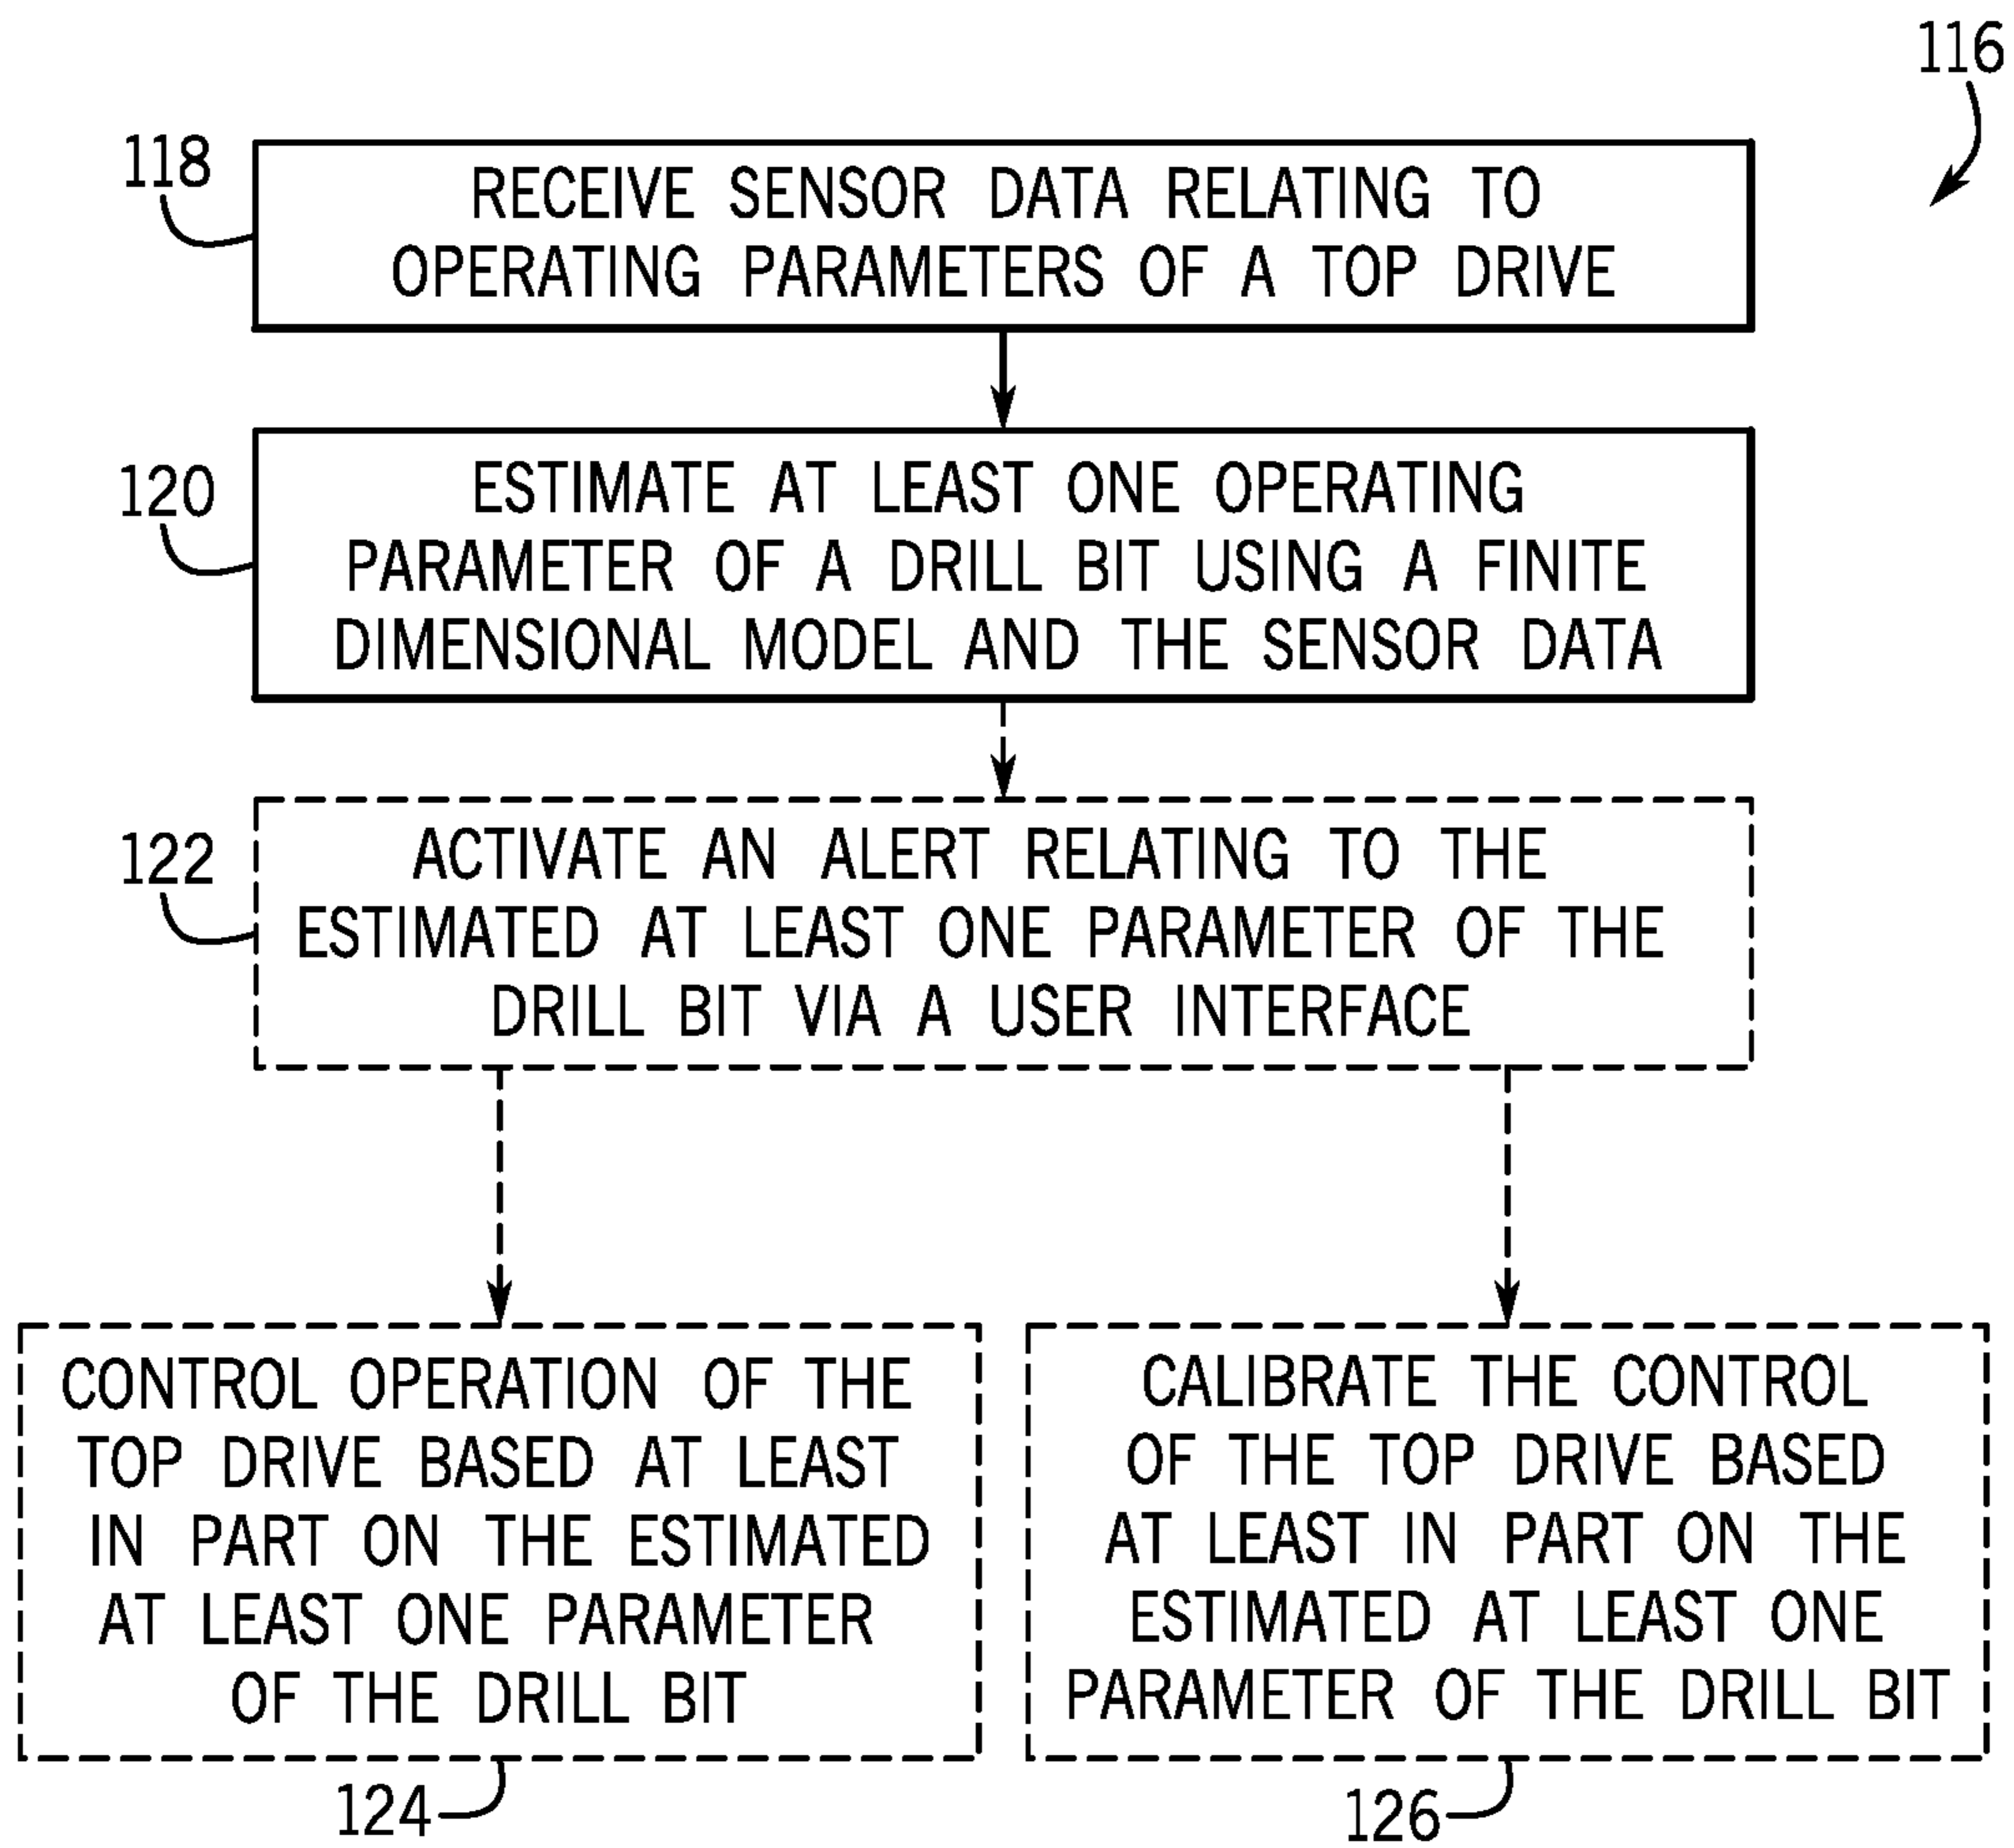 116
118
RECEIVE SENSOR DATA RELATING TO
OPERATING PARAMETERS OF A TOP DRIVE
120
ESTIMATE AT LEAST ONE OPERATING
PARAMETER OF A DRILL BIT USING A FINITE
DIMENSIONAL MODEL AND THE SENSOR DATA
122
ACTIVATE AN ALERT RELATING TO THE
ESTIMATED AT LEAST ONE PARAMETER OF THE
DRILL BIT VIA A USER INTERFACE
CONTROL OPERATION OF THE
TOP DRIVE BASED AT LEAST
IN PART ON THE ESTIMATED
AT LEAST ONE PARAMETER
OF THE DRILL BIT
124
CALIBRATE THE CONTROL
OF THE TOP DRIVE BASED
AT LEAST IN PART ON THE
ESTIMATED AT LEAST ONE
PARAMETER OF THE DRILL BIT
126